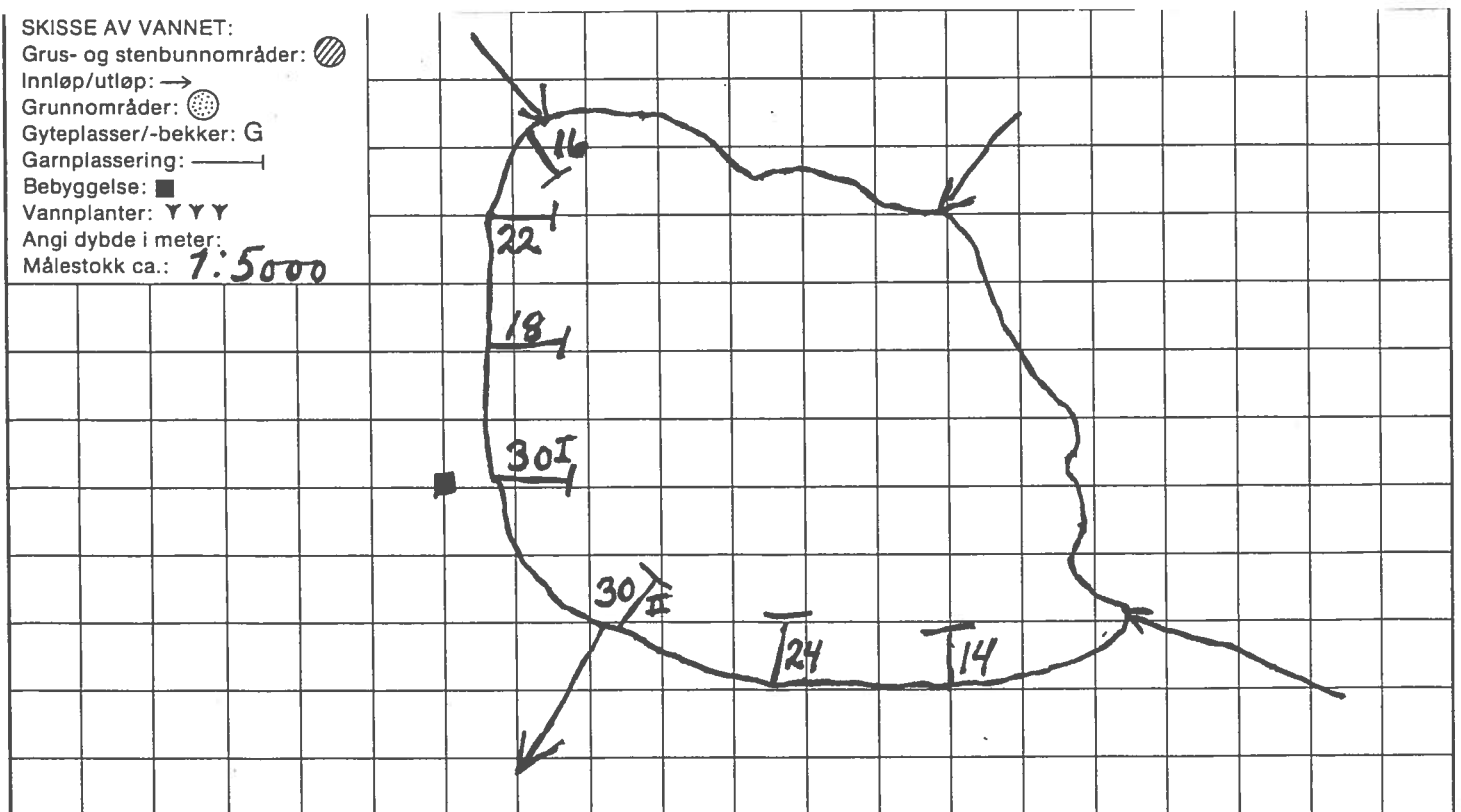 SKISSE AV VANNET:
Grus- og stenbunnområder:
Innløp/utløp: →
Grunnområder:
Gyteplasser/-bekker: G
Garnplassering:
Bebyggelse: ■
Vannplanter: Y Y Y
Angi dybde i meter:
Målestokk ca.: 1:5000
16
22
18
30 I
30 II
24
14